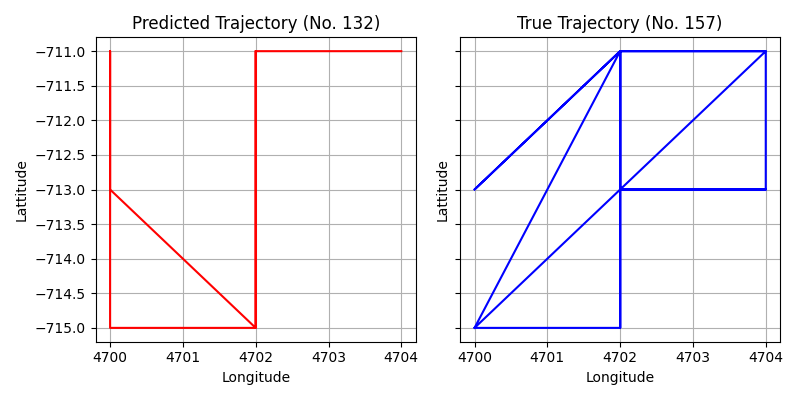 Predicted Trajectory (No. 132)
−711.0
−711.5
−712.0
−712.5
−713.0
−713.5
−714.0
−714.5
−715.0
Lattitude
4700 4701 4702 4703 4704
Longitude
True Trajectory (No. 157)
Lattitude
4700 4701 4702 4703 4704
Longitude